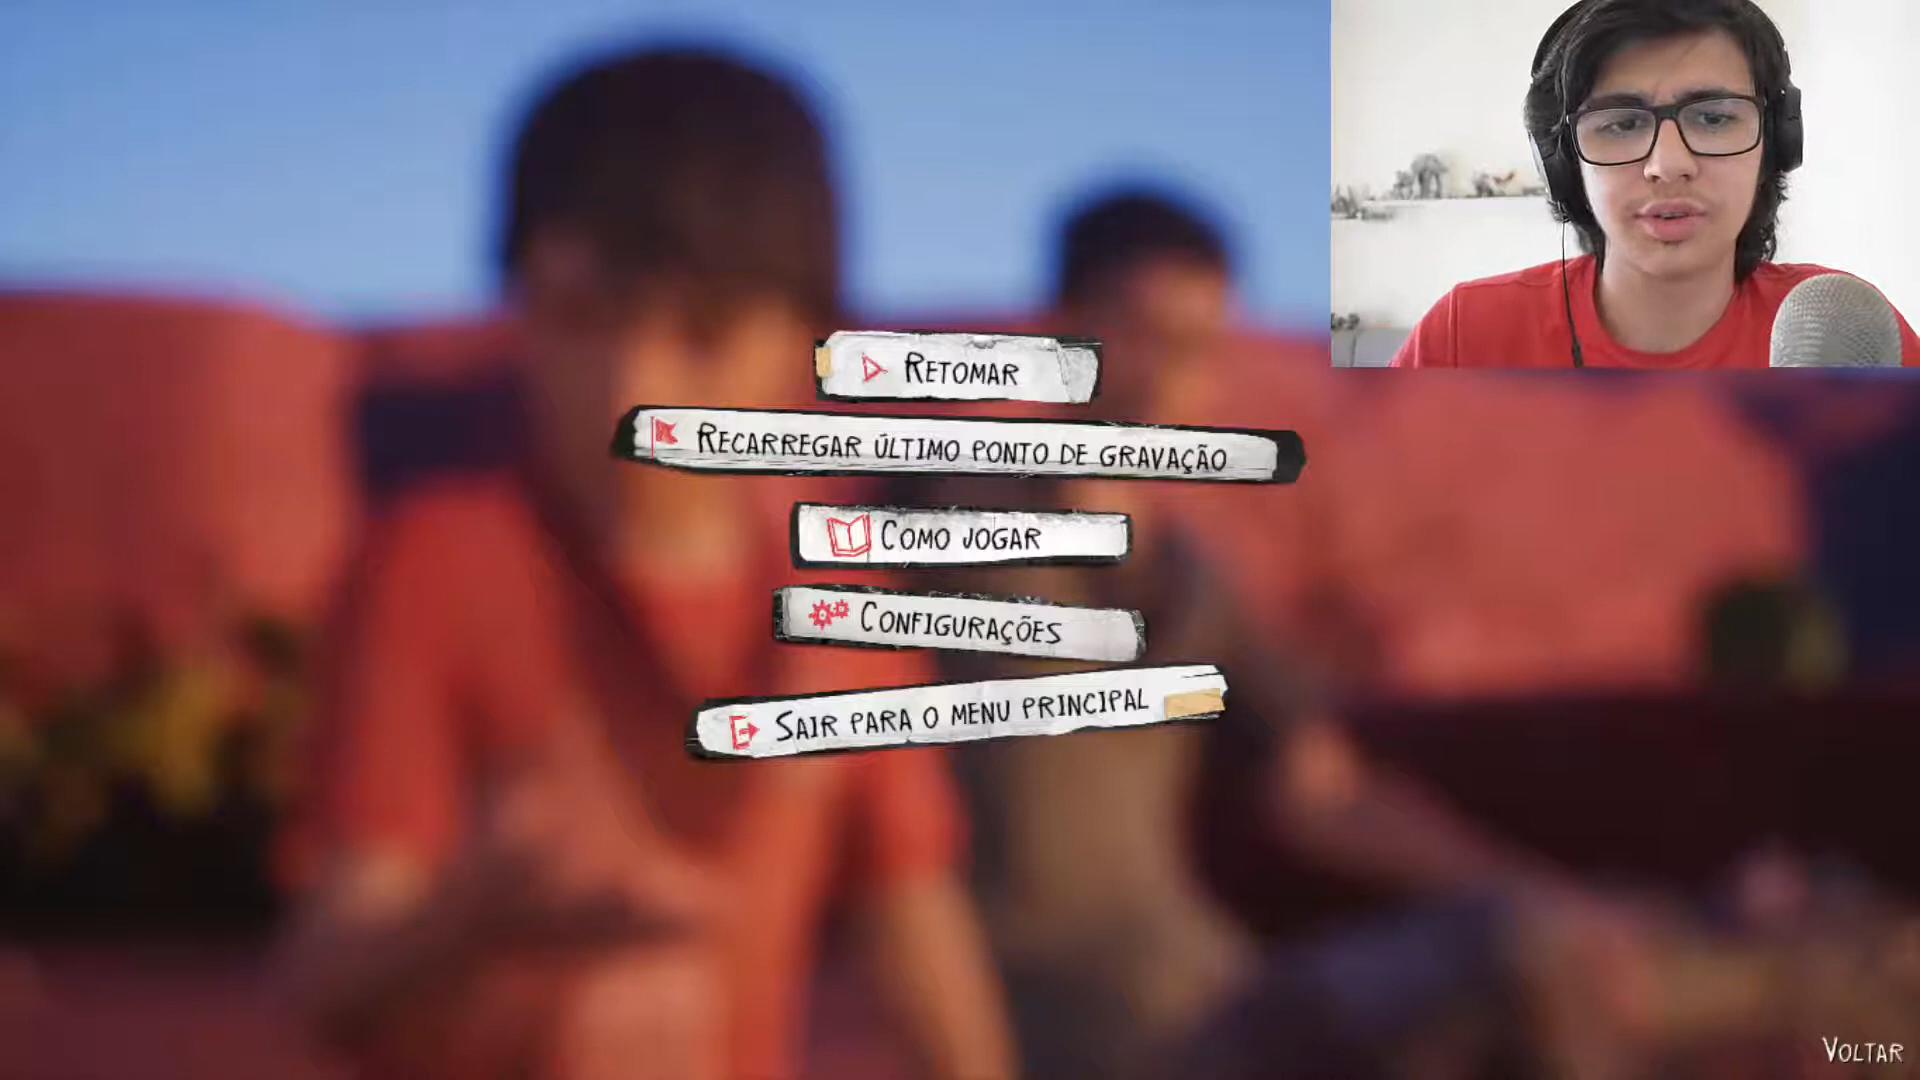 RETOMAR
RECARREGAR ÚLTIMO PONTO DE GRAVAÇÃO
COMO JOGAR
CONFIGURAÇÕES
SAIR PARA O MENU PRINCIPAL
VOLTAR